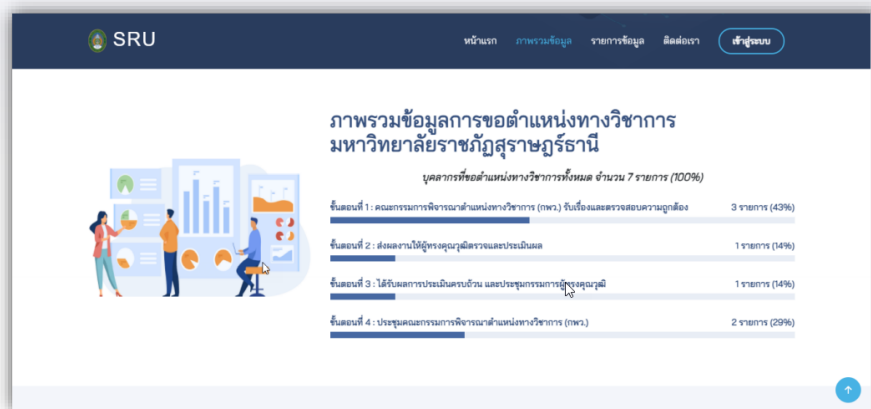 SRU
หน้าแรก ภาพรวมข้อมูล รายการข้อมูล ติดต่อเรา เข้าสู่ระบบ
ภาพรวมข้อมูลการขอตำแหน่งทางวิชาการ
มหาวิทยาลัยราชภัฏสุราษฎร์ธานี
บุคลากรที่ขอตำแหน่งทางวิชาการทั้งหมด จำนวน 7 รายการ (100%)
ขั้นตอนที่ 1 : คณะกรรมการพิจารณาตำแหน่งทางวิชาการ (กพว.) รับเรื่องและตรวจสอบความถูกต้อง 3 รายการ (43%)
ขั้นตอนที่ 2 : ส่งผลงานให้ผู้ทรงคุณวุฒิตรวจและประเมินผล 1 รายการ (14%)
ขั้นตอนที่ 3 : ได้รับผลการประเมินครบถ้วน และประชุมกรรมการผู้ทรงคุณวุฒิ 1 รายการ (14%)
ขั้นตอนที่ 4 : ประชุมคณะกรรมการพิจารณาตำแหน่งทางวิชาการ (กพว.) 2 รายการ (29%)